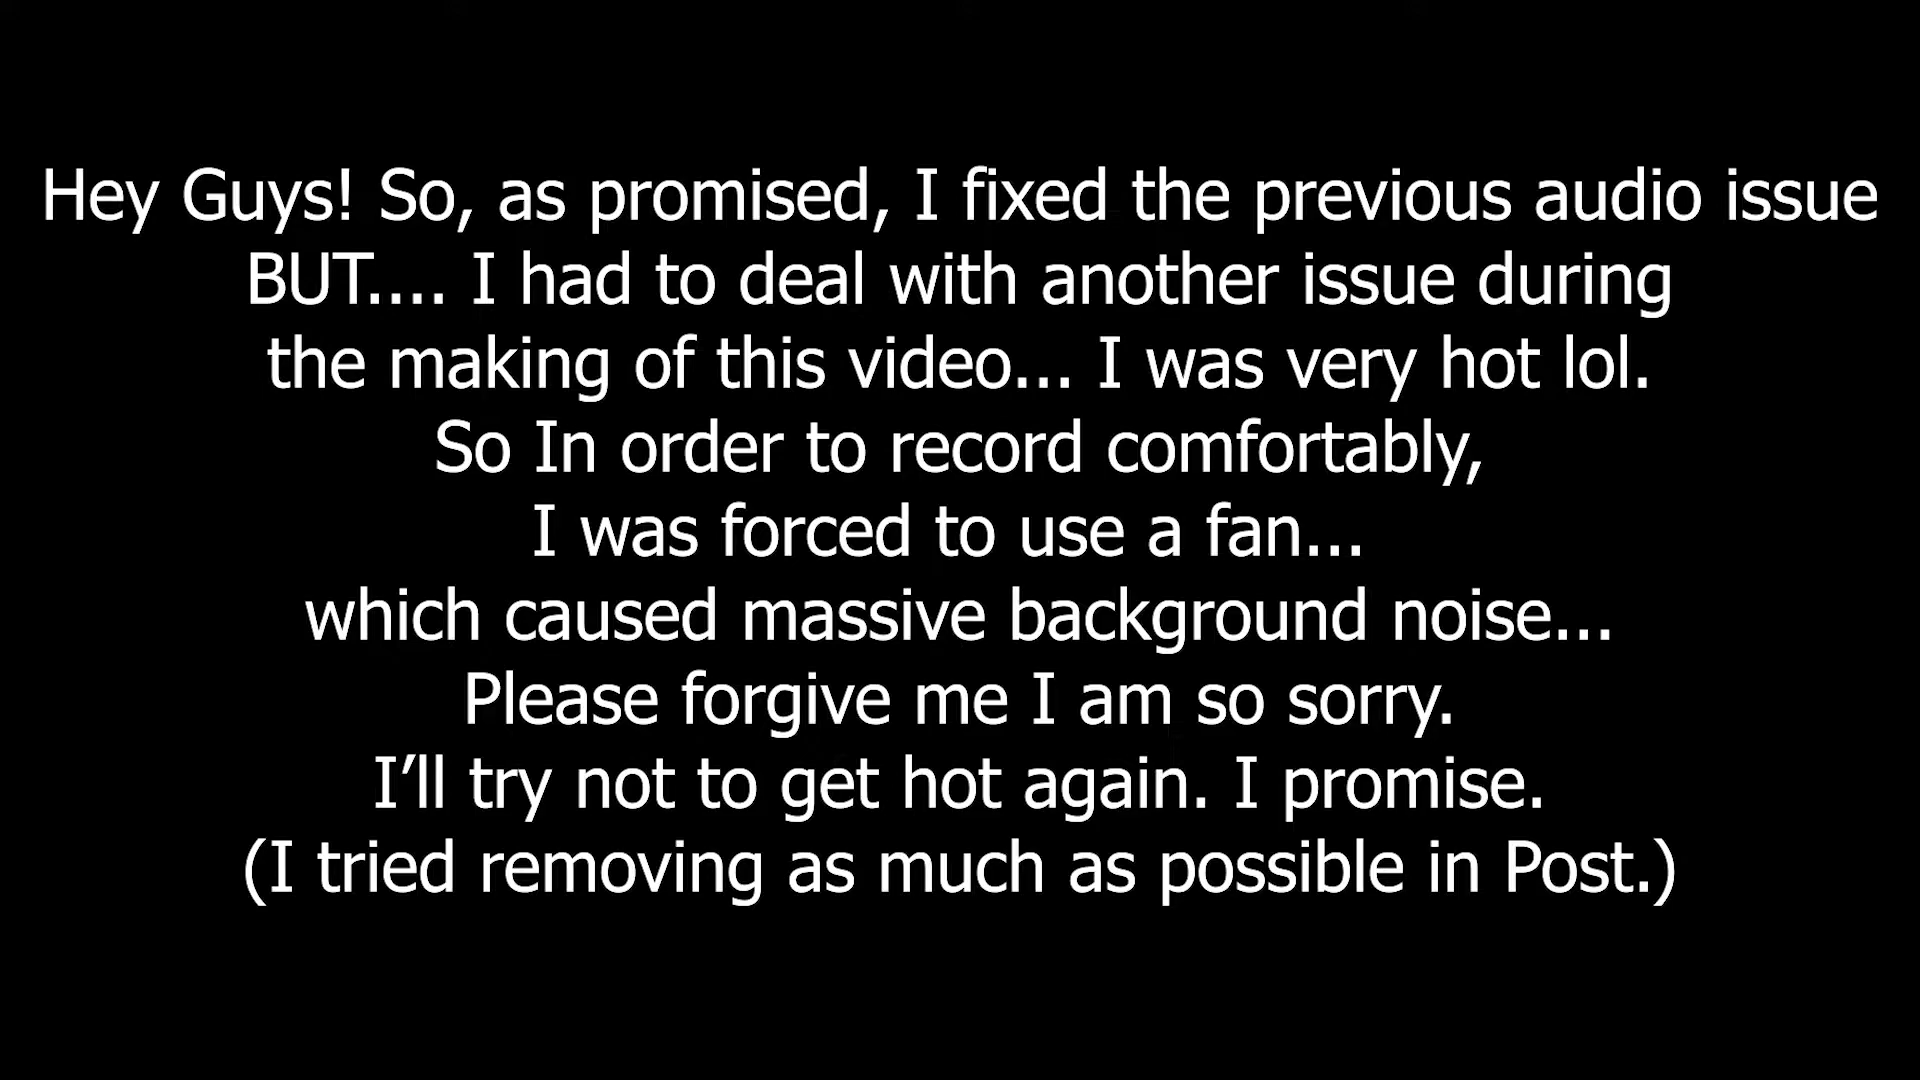 Hey Guys! So, as promised, I fixed the previous audio issue
BUT.... I had to deal with another issue during
the making of this video... I was very hot lol.
So In order to record comfortably,
I was forced to use a fan...
which caused massive background noise...
Please forgive me I am so sorry.
I’ll try not to get hot again. I promise.
(I tried removing as much as possible in Post.)